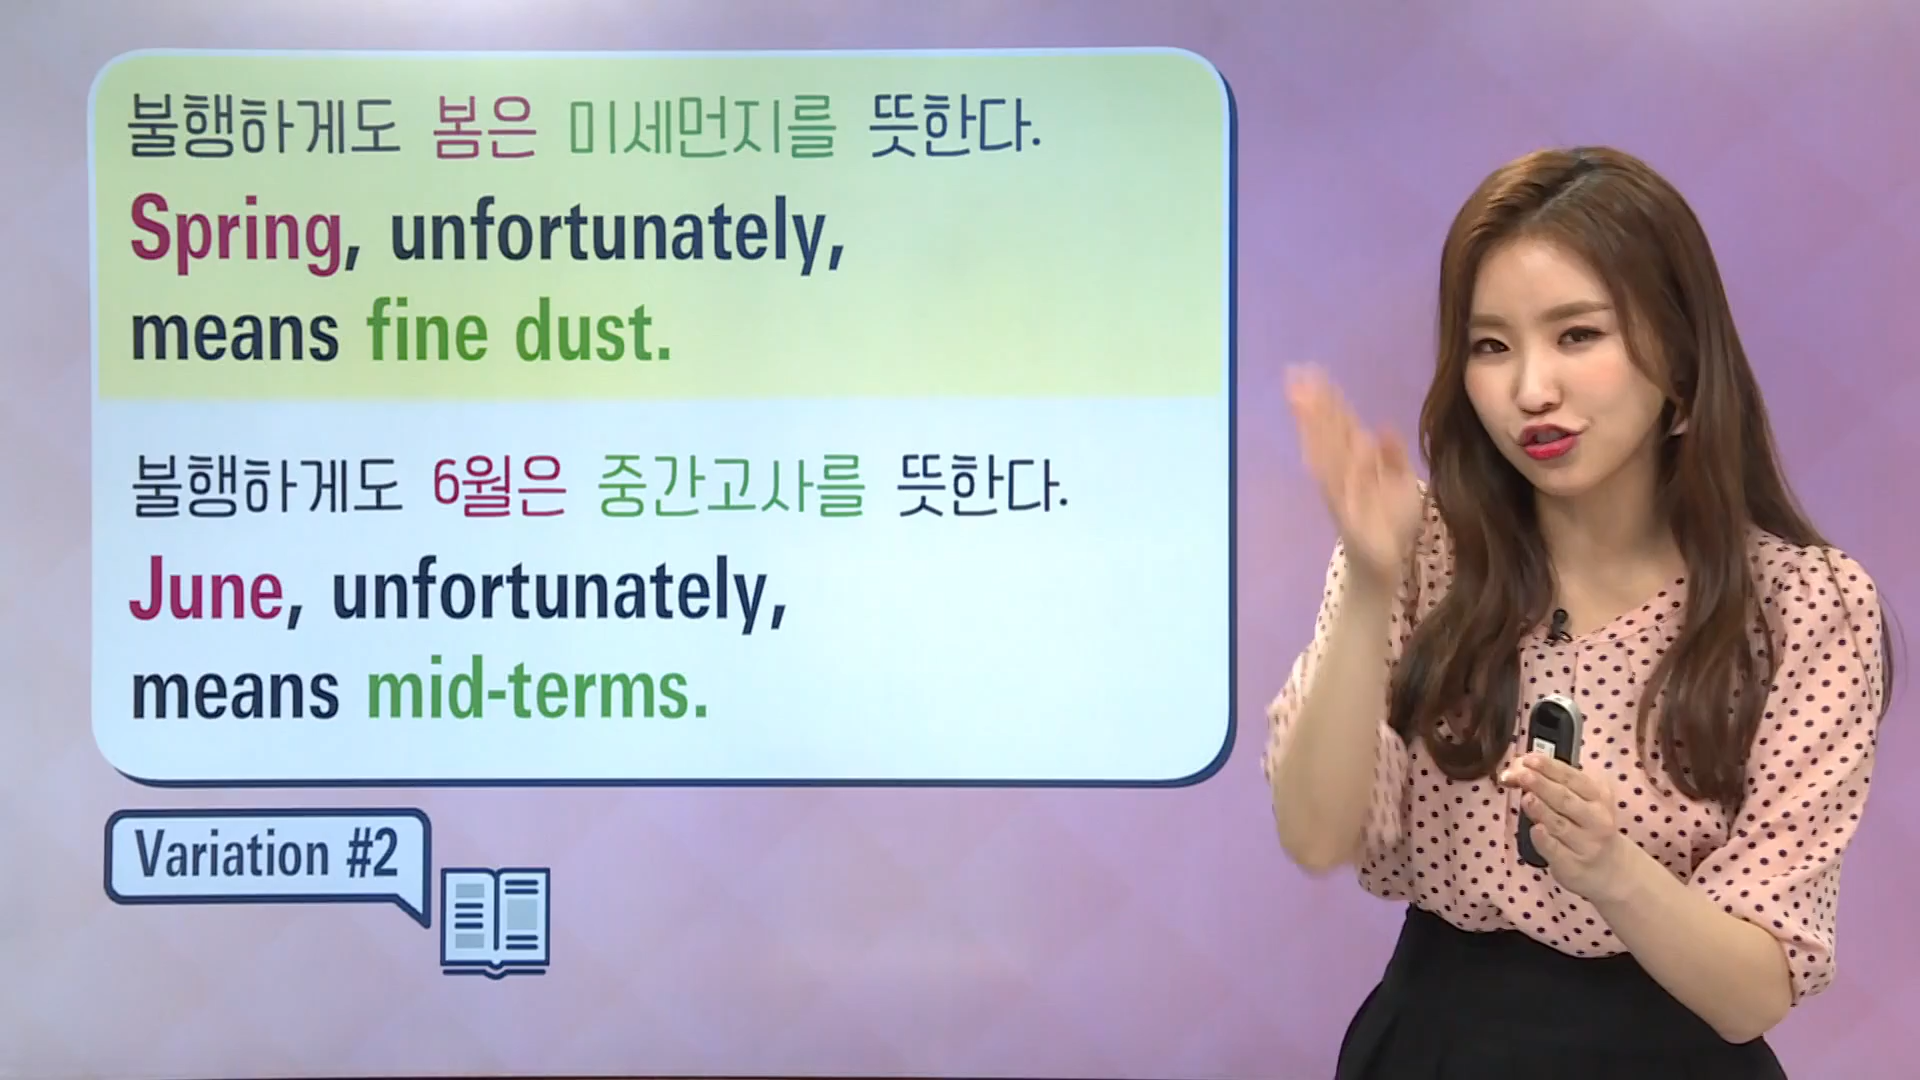 불행하게도 봄은 미세먼지를 뜻한다.
Spring, unfortunately,
means fine dust.
불행하게도 6월은 중간고사를 뜻한다.
June, unfortunately,
means mid-terms.
Variation #2